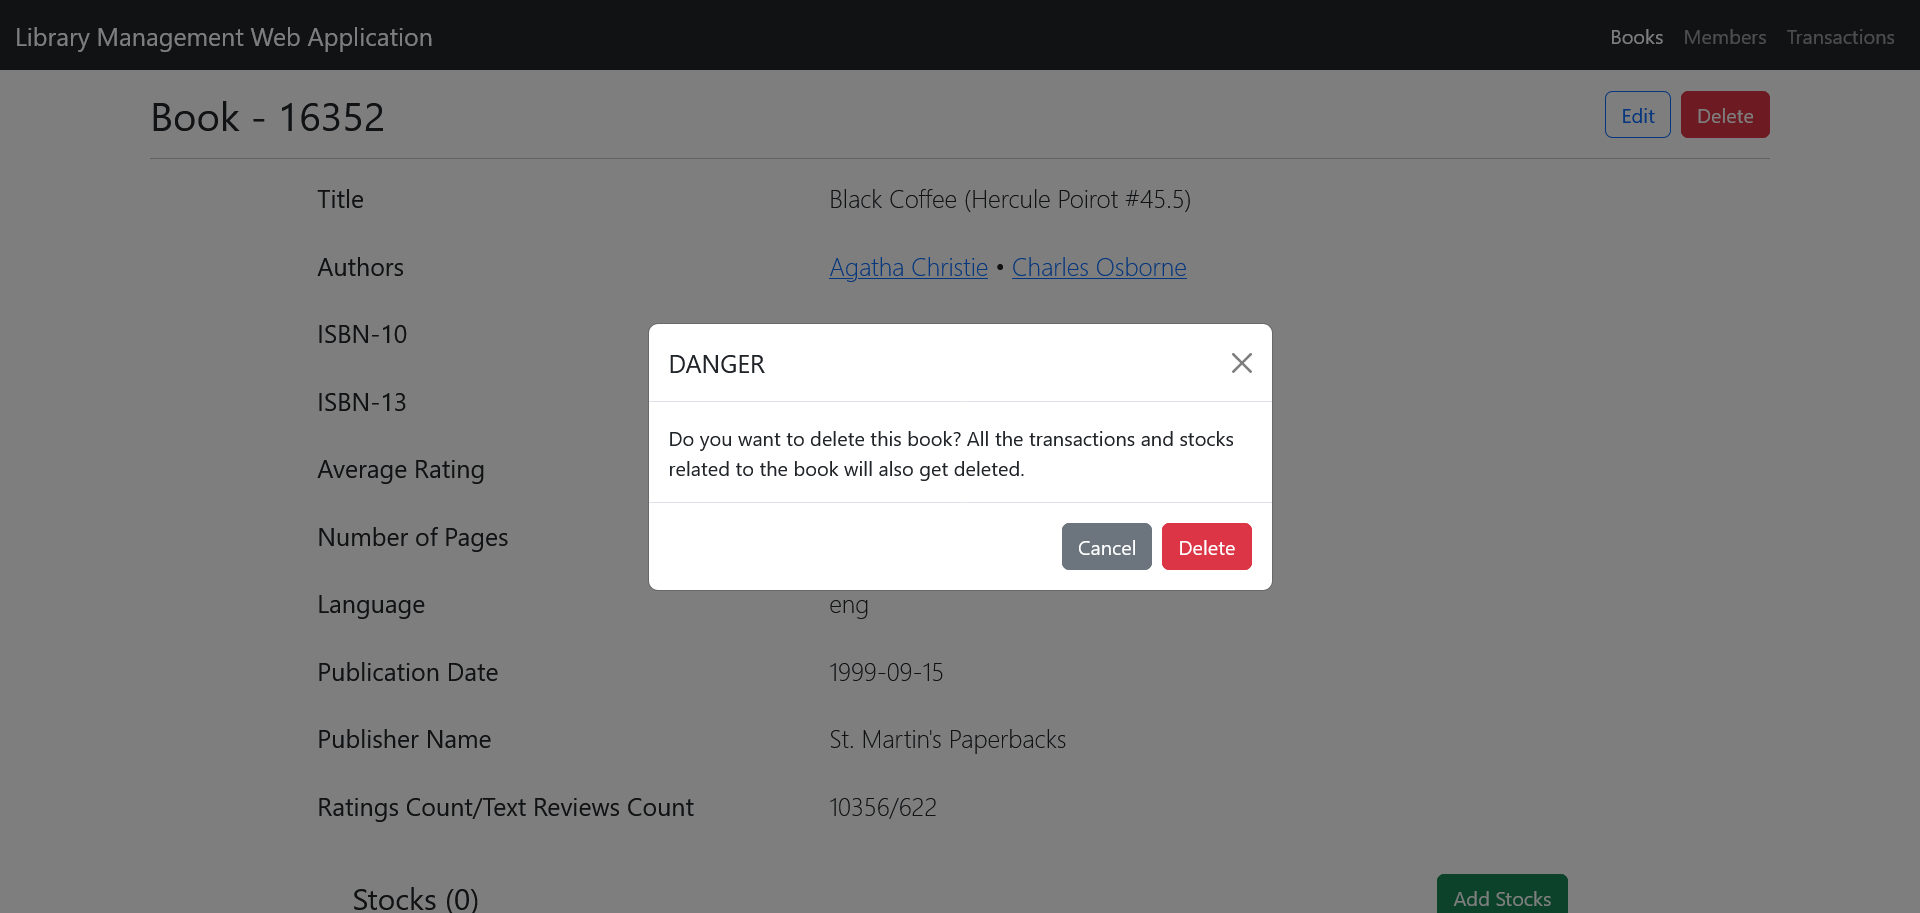 Library Management Web Application
Books Members Transactions
Book - 16352
Edit Delete
Title Black Coffee (Hercule Poirot #45.5)
Authors Agatha Christie • Charles Osborne
ISBN-10
ISBN-13
Average Rating
Number of Pages
DANGER
Do you want to delete this book? All the transactions and stocks
related to the book will also get deleted.
Cancel Delete
Language eng
Publication Date 1999-09-15
Publisher Name St. Martin's Paperbacks
Ratings Count/Text Reviews Count 10356/622
Stocks (0)
Add Stocks